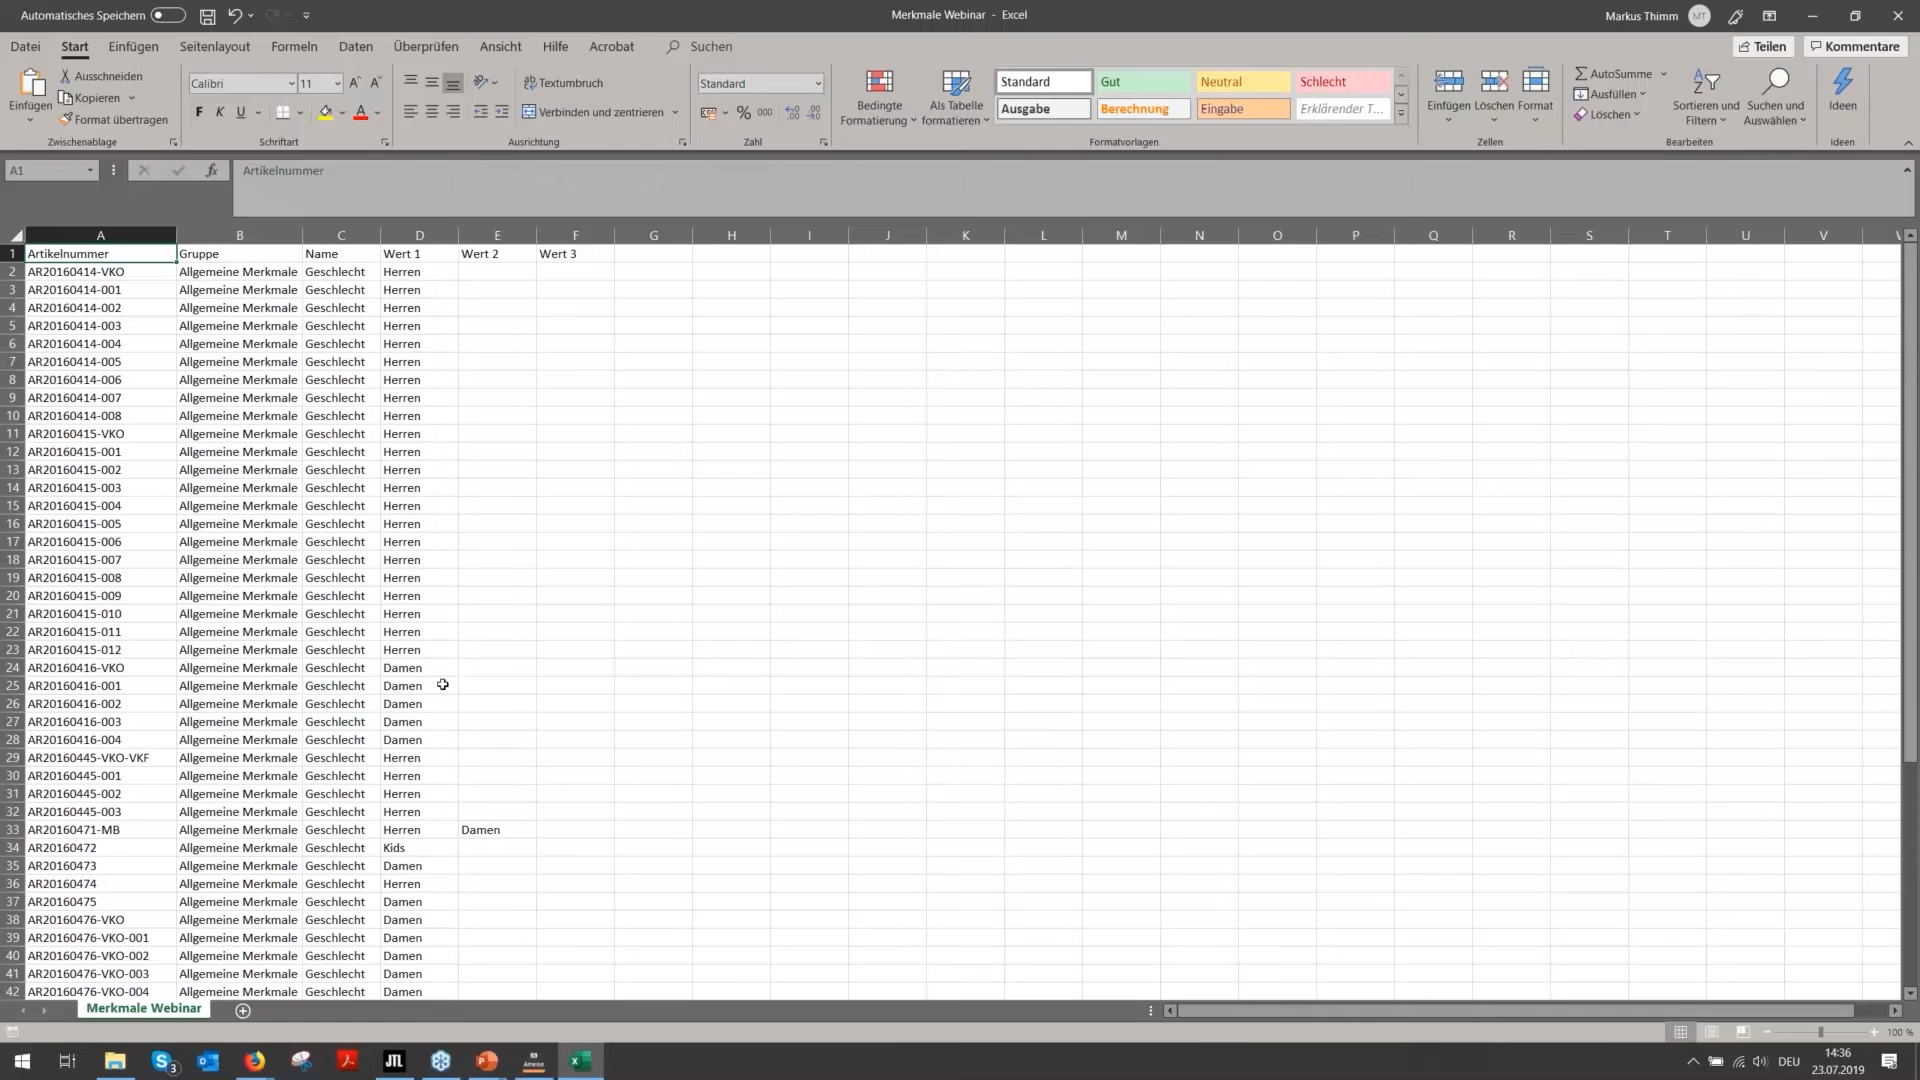 Automatisches Speichern
Merkmale Webinar - Excel
Markus Thimm MT
Datei Start Einfügen Seitenlayout Formeln Daten Überprüfen Ansicht Hilfe Acrobat Suchen Teilen Kommentare
Einfügen
Ausschneiden
Kopieren
Format übertragen
Zwischenablage
Calibri 11
F K U
Schriftart
Textumbruch
Verbinden und zentrieren
Ausrichtung
Standard
% 000
Zahl
Bedingte Formatierung
Als Tabelle formatieren
Standard Gut Neutral Schlecht
Ausgabe Berechnung Eingabe Erklärender T...
Formatvorlagen
Einfügen Löschen Format
Zellen
AutoSumme
Ausfüllen
Löschen
Sortieren und Filtern
Suchen und Auswählen
Bearbeiten
Ideen
Ideen
A1 fx Artikelnummer
A B C D E F G H I J K L M N O P Q R S T U V
1 Artikelnummer Gruppe Name Wert 1 Wert 2 Wert 3
2 AR20160414-VKO Allgemeine Merkmale Geschlecht Herren
3 AR20160414-001 Allgemeine Merkmale Geschlecht Herren
4 AR20160414-002 Allgemeine Merkmale Geschlecht Herren
5 AR20160414-003 Allgemeine Merkmale Geschlecht Herren
6 AR20160414-004 Allgemeine Merkmale Geschlecht Herren
7 AR20160414-005 Allgemeine Merkmale Geschlecht Herren
8 AR20160414-006 Allgemeine Merkmale Geschlecht Herren
9 AR20160414-007 Allgemeine Merkmale Geschlecht Herren
10 AR20160414-008 Allgemeine Merkmale Geschlecht Herren
11 AR20160415-VKO Allgemeine Merkmale Geschlecht Herren
12 AR20160415-001 Allgemeine Merkmale Geschlecht Herren
13 AR20160415-002 Allgemeine Merkmale Geschlecht Herren
14 AR20160415-003 Allgemeine Merkmale Geschlecht Herren
15 AR20160415-004 Allgemeine Merkmale Geschlecht Herren
16 AR20160415-005 Allgemeine Merkmale Geschlecht Herren
17 AR20160415-006 Allgemeine Merkmale Geschlecht Herren
18 AR20160415-007 Allgemeine Merkmale Geschlecht Herren
19 AR20160415-008 Allgemeine Merkmale Geschlecht Herren
20 AR20160415-009 Allgemeine Merkmale Geschlecht Herren
21 AR20160415-010 Allgemeine Merkmale Geschlecht Herren
22 AR20160415-011 Allgemeine Merkmale Geschlecht Herren
23 AR20160415-012 Allgemeine Merkmale Geschlecht Herren
24 AR20160416-VKO Allgemeine Merkmale Geschlecht Damen
25 AR20160416-001 Allgemeine Merkmale Geschlecht Damen
26 AR20160416-002 Allgemeine Merkmale Geschlecht Damen
27 AR20160416-003 Allgemeine Merkmale Geschlecht Damen
28 AR20160416-004 Allgemeine Merkmale Geschlecht Damen
29 AR20160445-VKO-VKF Allgemeine Merkmale Geschlecht Herren
30 AR20160445-001 Allgemeine Merkmale Geschlecht Herren
31 AR20160445-002 Allgemeine Merkmale Geschlecht Herren
32 AR20160445-003 Allgemeine Merkmale Geschlecht Herren
33 AR20160471-MB Allgemeine Merkmale Geschlecht Herren Damen
34 AR20160472 Allgemeine Merkmale Geschlecht Kids
35 AR20160473 Allgemeine Merkmale Geschlecht Damen
36 AR20160474 Allgemeine Merkmale Geschlecht Herren
37 AR20160475 Allgemeine Merkmale Geschlecht Damen
38 AR20160476-VKO Allgemeine Merkmale Geschlecht Damen
39 AR20160476-VKO-001 Allgemeine Merkmale Geschlecht Damen
40 AR20160476-VKO-002 Allgemeine Merkmale Geschlecht Damen
41 AR20160476-VKO-003 Allgemeine Merkmale Geschlecht Damen
42 AR20160476-VKO-004 Allgemeine Merkmale Geschlecht Damen
Merkmale Webinar
100 %
3 JTL Ameise DEU
14:36
23.07.2019